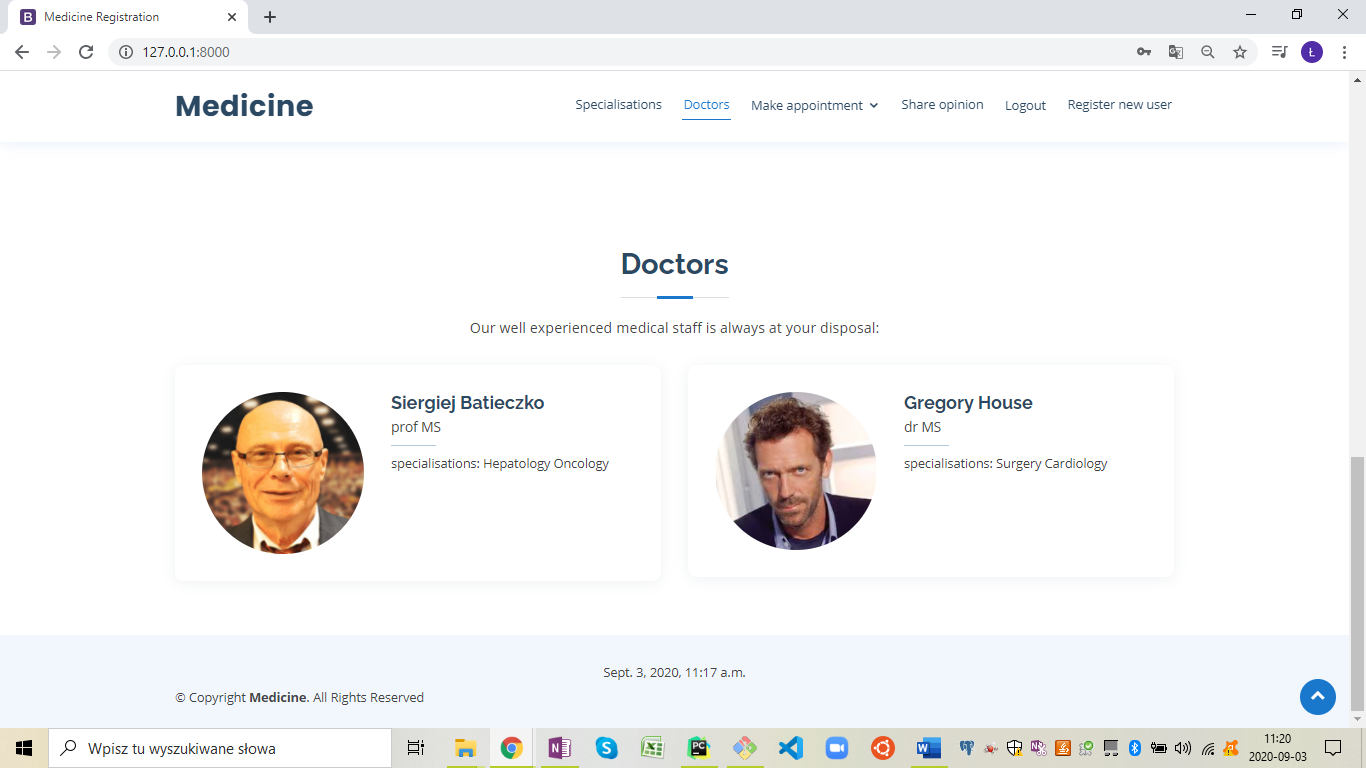 Medicine Registration
127.0.0.1:8000
Ł
Medicine
Specialisations Doctors Make appointment Share opinion Logout Register new user
Doctors
Our well experienced medical staff is always at your disposal:
Siergiej Batieczko
prof MS
specialisations: Hepatology Oncology
Gregory House
dr MS
specialisations: Surgery Cardiology
Sept. 3, 2020, 11:17 a.m.
© Copyright Medicine. All Rights Reserved
Wpisz tu wyszukiwane słowa
11:20
2020-09-03